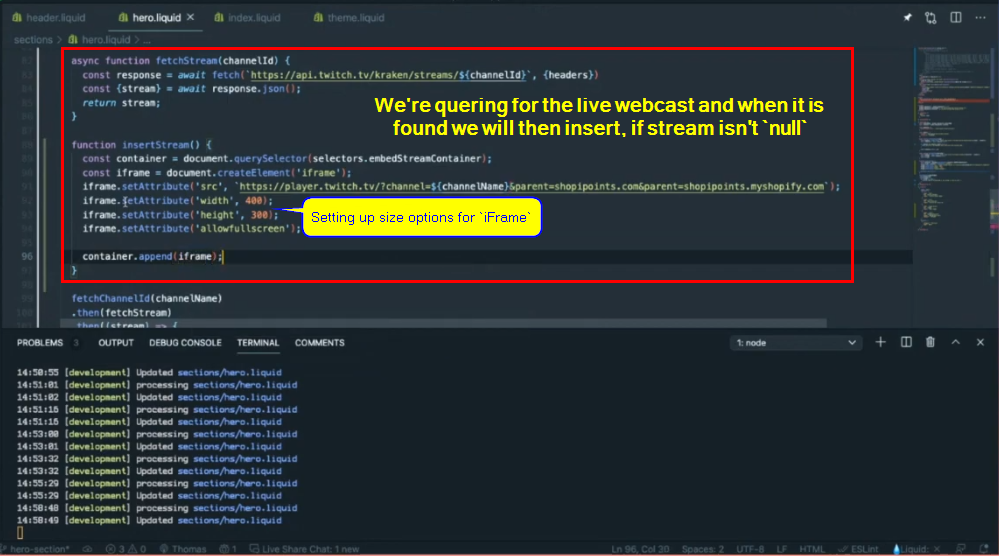 header.liquid hero.liquid × index.liquid theme.liquid ...
sections > hero.liquid > ...
async function fetchStream(channelId) {
const response = await fetch(`https://api.twitch.tv/kraken/streams/${channelId}`, {headers})
const {stream} = await response.json();
return stream;
}
We're quering for the live webcast and when it is
found we will then insert, if stream isn't `null`
function insertStream() {
const container = document.querySelector(selectors.embedStreamContainer);
const iframe = document.createElement('iframe');
iframe.setAttribute('src', `https://player.twitch.tv/?channel=${channelName}&parent=shopipoints.com&parent=shopipoints.myshopify.com`);
iframe.setAttribute('width', 400);
iframe.setAttribute('height', 300);
Setting up size options for `iFrame`
iframe.setAttribute('allowfullscreen');
96 container.append(iframe);
}
fetchChannelId(channelName)
.then(fetchStream)
.then((stream) => {
PROBLEMS 3 OUTPUT DEBUG CONSOLE TERMINAL COMMENTS 1: node
14:50:55 [development] Updated sections/hero.liquid
14:51:01 [development] processing sections/hero.liquid
14:51:02 [development] Updated sections/hero.liquid
14:51:15 [development] processing sections/hero.liquid
14:51:15 [development] Updated sections/hero.liquid
14:53:00 [development] processing sections/hero.liquid
14:53:01 [development] Updated sections/hero.liquid
14:53:32 [development] processing sections/hero.liquid
14:53:32 [development] Updated sections/hero.liquid
14:55:29 [development] processing sections/hero.liquid
14:55:29 [development] Updated sections/hero.liquid
14:58:48 [development] processing sections/hero.liquid
14:58:49 [development] Updated sections/hero.liquid
hero-section* 3 0 Thomas 1 Live Share Chat: 1 new Ln 96, Col 30 Spaces: 2 UTF-8 LF HTML ESLint Liquid: